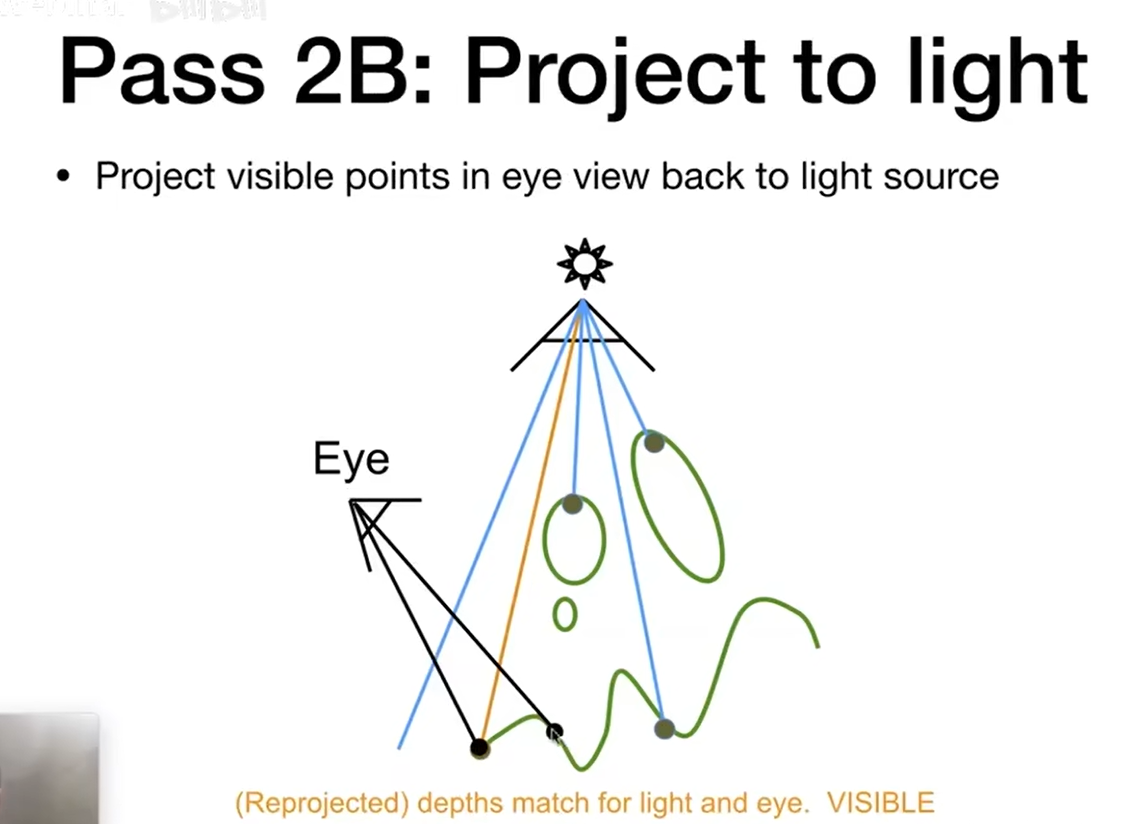 Pass 2B: Project to light
• Project visible points in eye view back to light source
Eye
(Reprojected) depths match for light and eye. VISIBLE